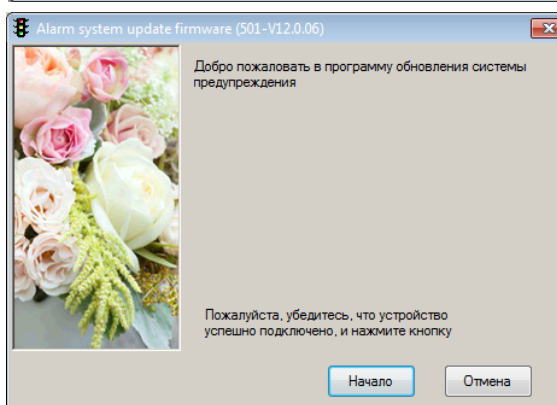 Alarm system update firmware (501-V12.0.06)
Добро пожаловать в программу обновления системы
предупреждения
Пожалуйста, убедитесь, что устройство
успешно подключено, и нажмите кнопку
Начало
Отмена